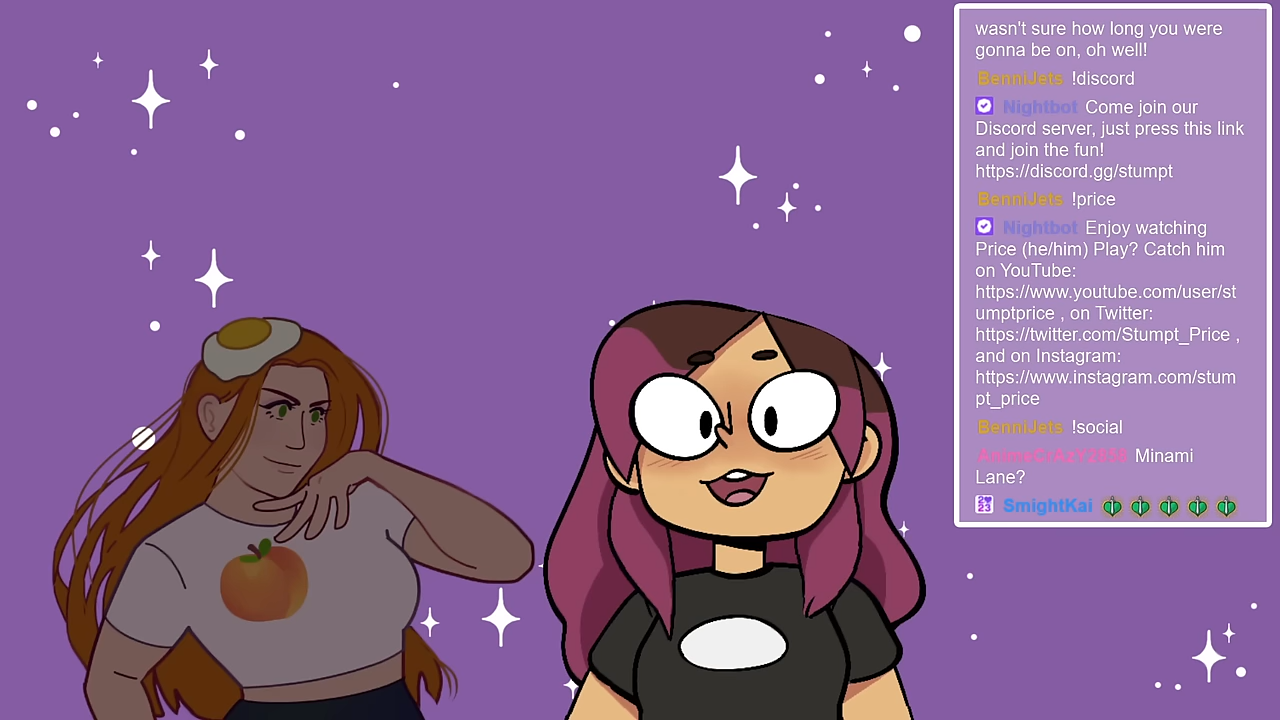 wasn't sure how long you were
gonna be on, oh well!
BenniJets !discord
Nightbot Come join our
Discord server, just press this link
and join the fun!
https://discord.gg/stumpt
BenniJets !price
Nightbot Enjoy watching
Price (he/him) Play? Catch him
on YouTube:
https://www.youtube.com/user/st
umptprice , on Twitter:
https://twitter.com/Stumpt_Price ,
and on Instagram:
https://www.instagram.com/stum
pt_price
BenniJets !social
Minami
Lane?
SmightKai